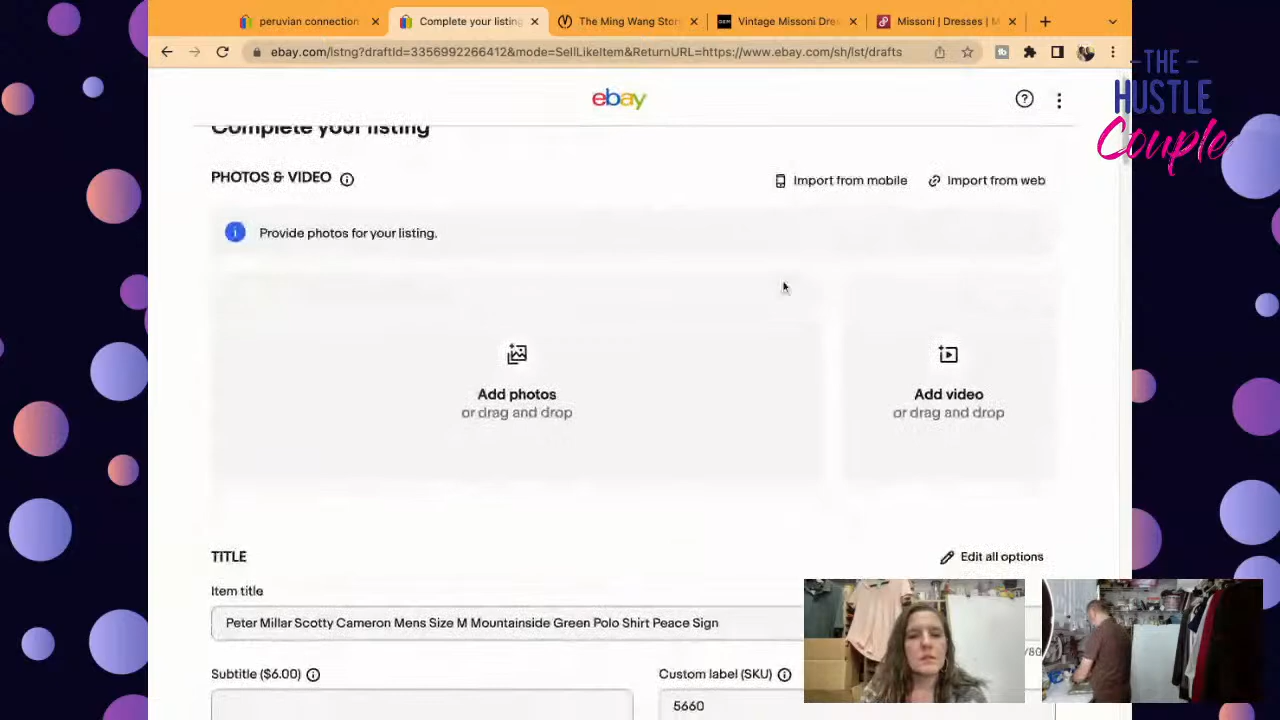 peruvian connection
Complete your listing
The Ming Wang Stor
Vintage Missoni Dre
Missoni | Dresses | M
ebay.com/lstng?draftId=3356992266412&mode=SellLikeItem&ReturnURL=https://www.ebay.com/sh/lst/drafts
THE
HUSTLE
Couple
ebay
Complete your listing
PHOTOS & VIDEO
Import from mobile
Import from web
Provide photos for your listing.
Add photos
or drag and drop
Add video
or drag and drop
TITLE
Edit all options
Item title
Peter Millar Scotty Cameron Mens Size M Mountainside Green Polo Shirt Peace Sign
/80
Subtitle ($6.00)
Custom label (SKU)
5660